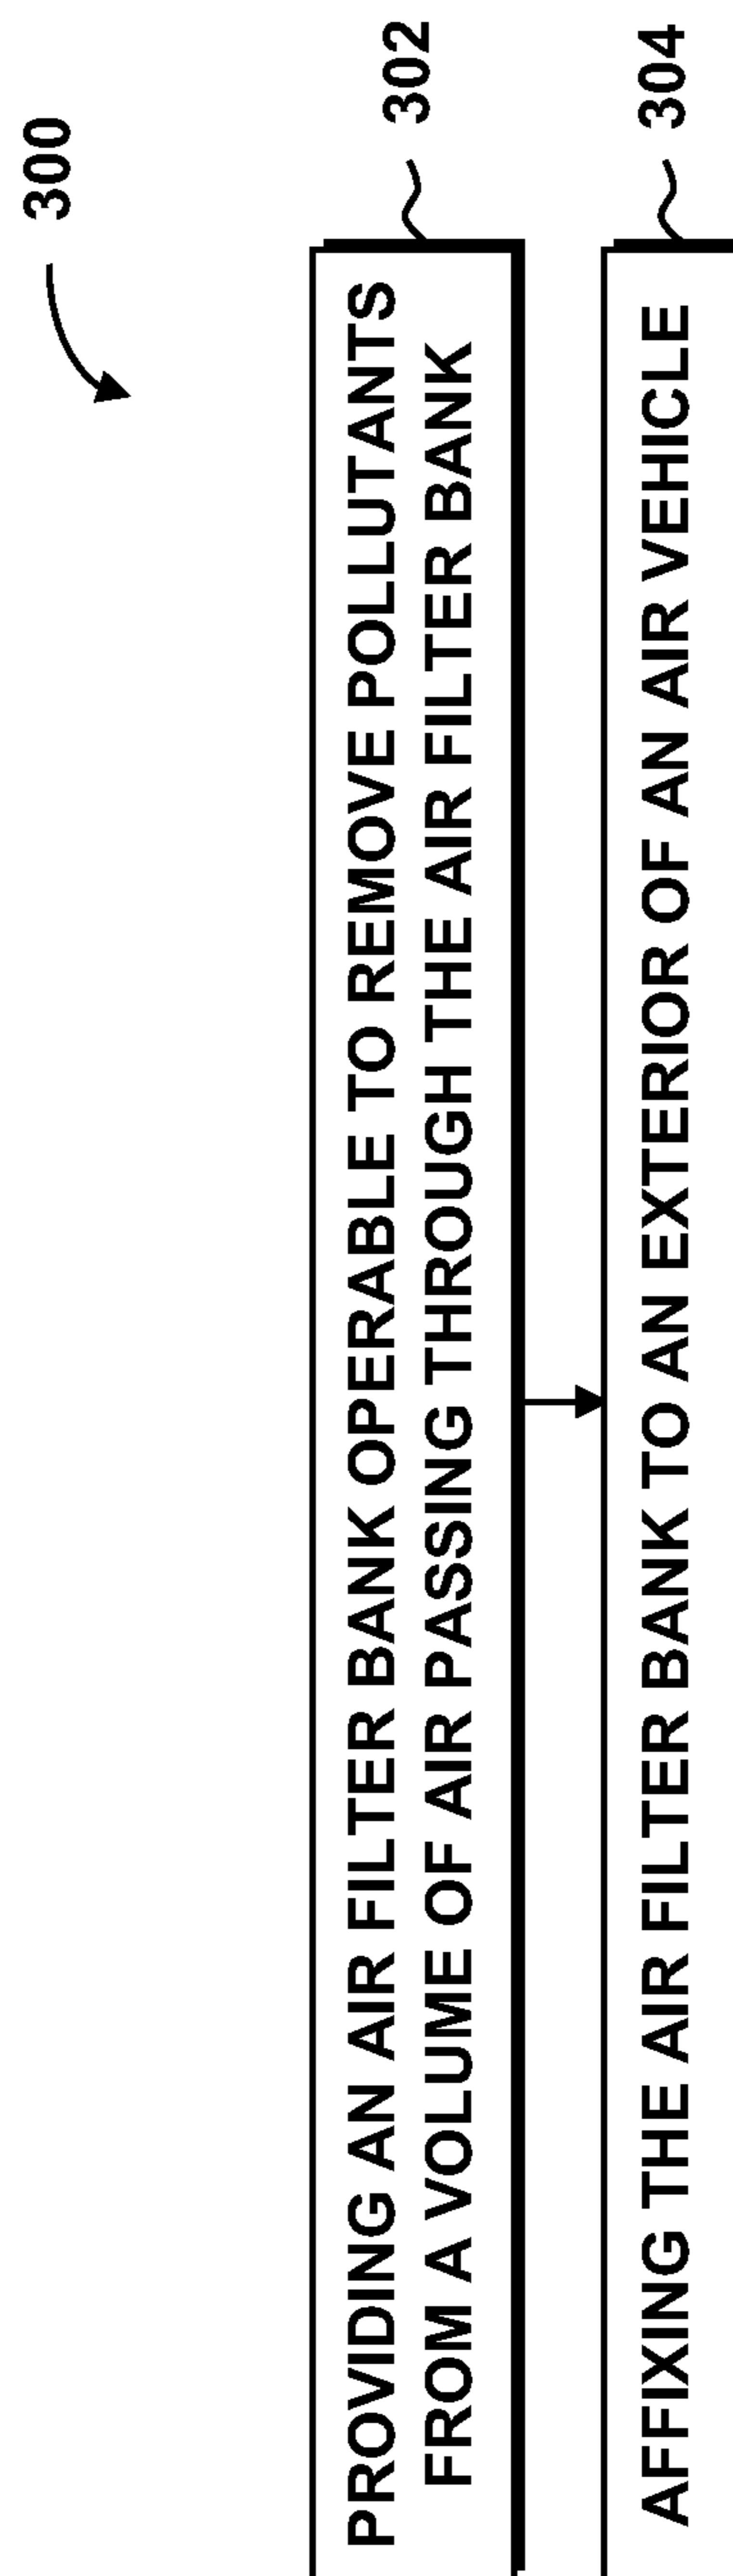 300
PROVIDING AN AIR FILTER BANK OPERABLE TO REMOVE POLLUTANTS
FROM A VOLUME OF AIR PASSING THROUGH THE AIR FILTER BANK
302
AFFIXING THE AIR FILTER BANK TO AN EXTERIOR OF AN AIR VEHICLE
304